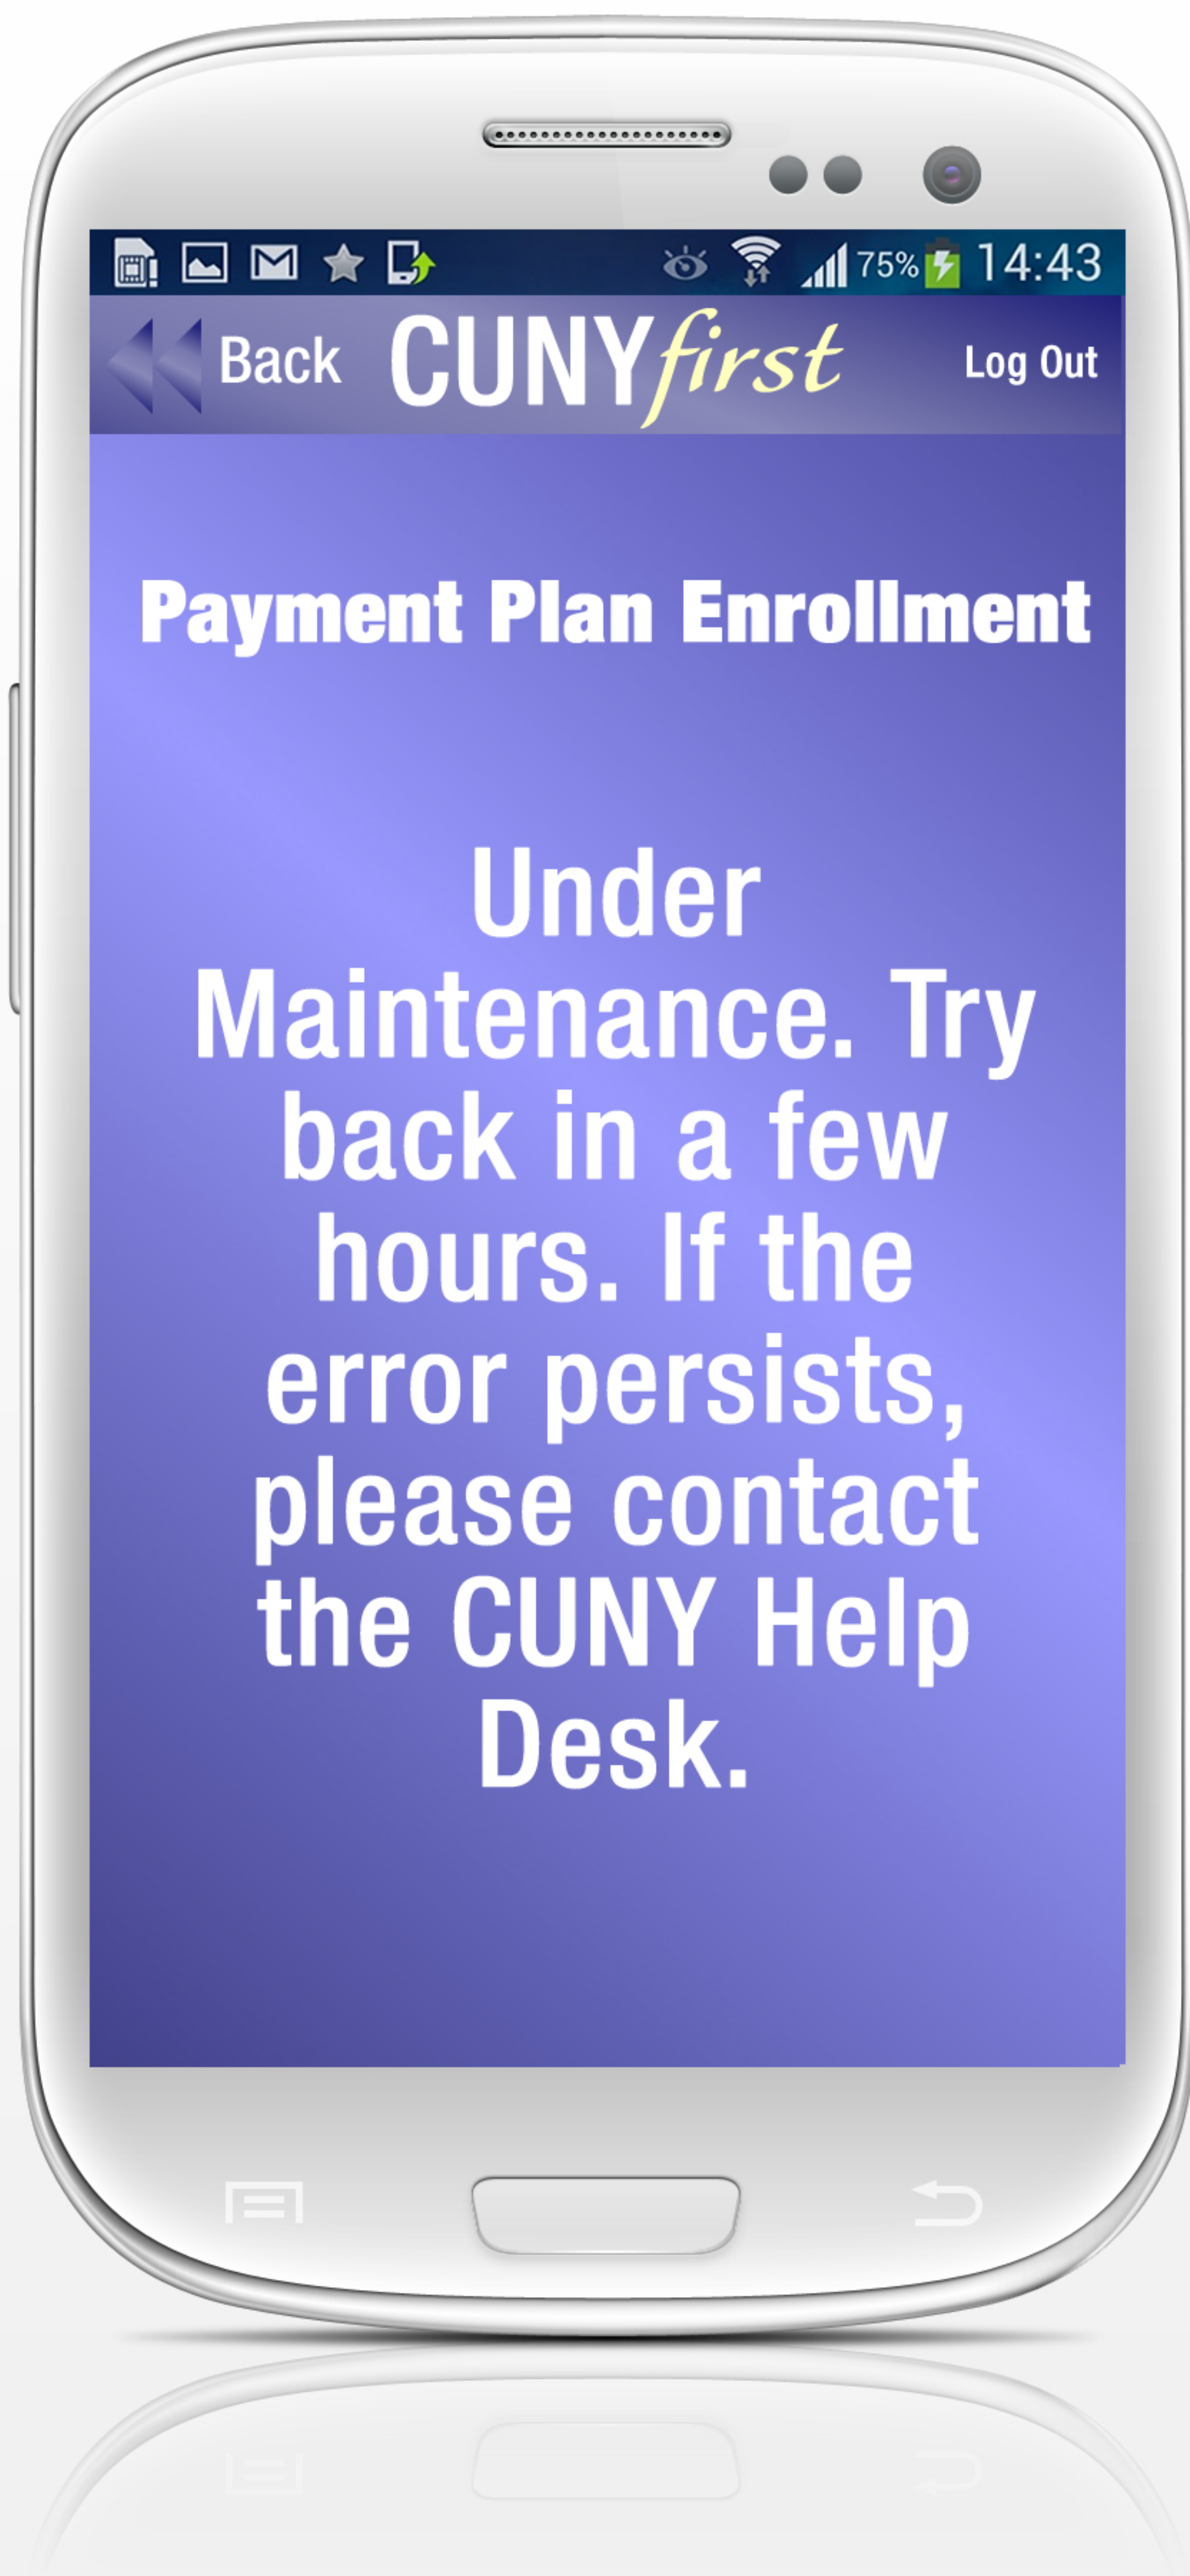 75% 14:43
Back CUNYfirst Log Out
Payment Plan Enrollment
Under
Maintenance. Try
back in a few
hours. If the
error persists,
please contact
the CUNY Help
Desk.